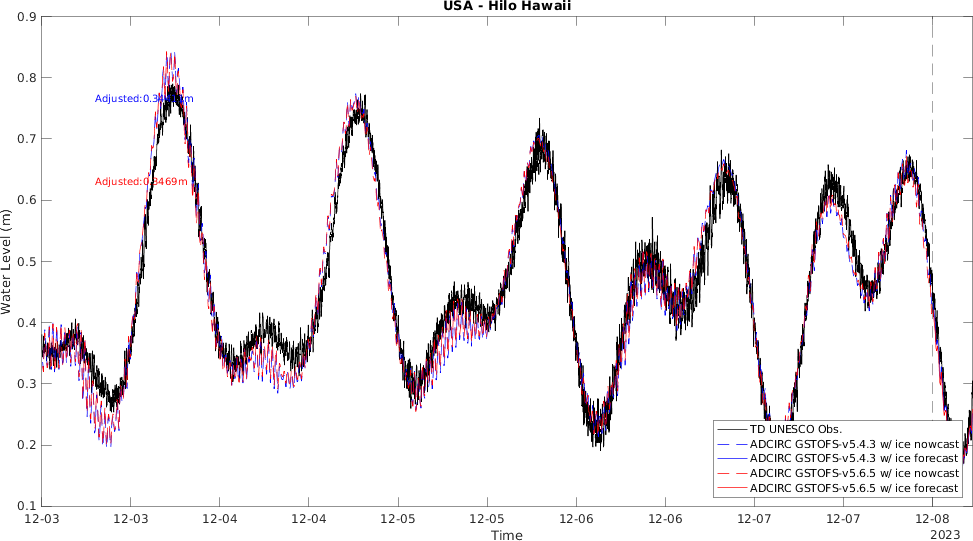 USA - Hilo Hawaii
0.9
0.8
0.7
0.6
0.5
0.4
0.3
0.2
0.1
Water Level (m)
Adjusted:0.3469m
TD UNESCO Obs.
ADCIRC GSTOFS-v5.4.3 w/ ice nowcast
ADCIRC GSTOFS-v5.4.3 w/ ice forecast
ADCIRC GSTOFS-v5.6.5 w/ ice nowcast
ADCIRC GSTOFS-v5.6.5 w/ ice forecast
12-03 12-03 12-04 12-04 12-05 12-05 12-06 12-06 12-07 12-07 12-08
2023
Time